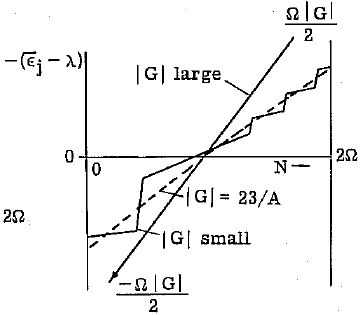 Ω|G|
2
-(ε̄j - λ)
|G| large
0
0
N—
2Ω
|G| = 23/A
2Ω
|G| small
-Ω|G|
2